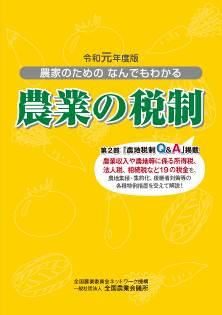 令和元年度版
農家のための なんでもわかる
農業の税制
第2部「農地税制Q&A」掲載
農業収入や農地等に係る所得税、
法人税、相続税など19の税金を、
農地集積・集約化、後継者対策等の
各種特例措置を交えて解説!
全国農業委員会ネットワーク機構
一般社団法人 全国農業会議所